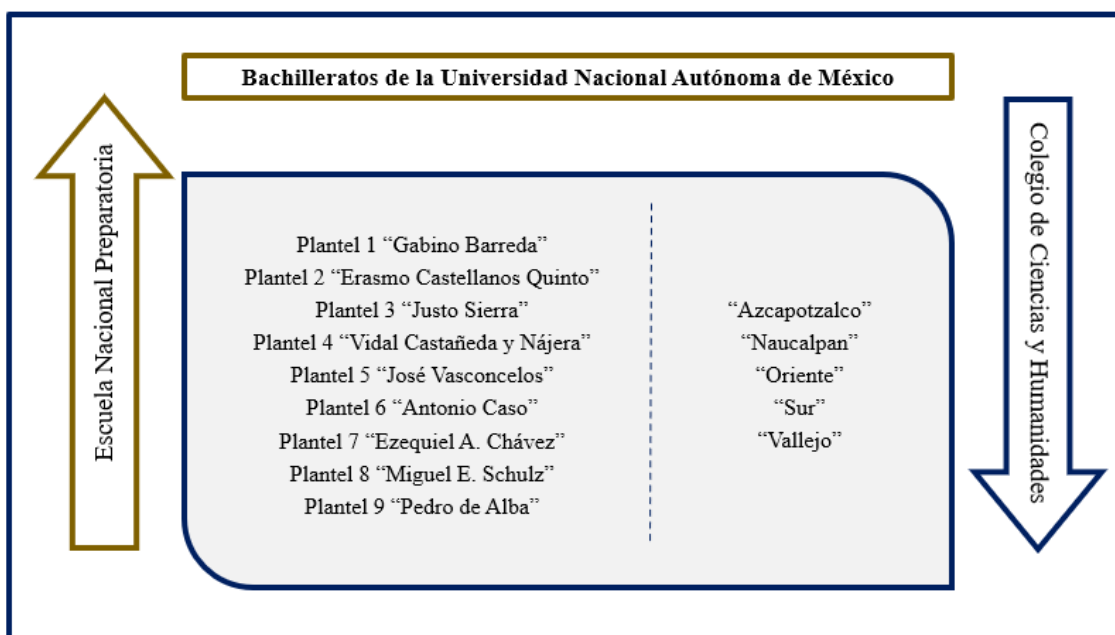 Bachilleratos de la Universidad Nacional Autónoma de México
Escuela Nacional Preparatoria
Plantel 1 “Gabino Barreda”
Plantel 2 “Erasmo Castellanos Quinto”
Plantel 3 “Justo Sierra”
Plantel 4 “Vidal Castañeda y Nájera”
Plantel 5 “José Vasconcelos”
Plantel 6 “Antonio Caso”
Plantel 7 “Ezequiel A. Chávez”
Plantel 8 “Miguel E. Schulz”
Plantel 9 “Pedro de Alba”
“Azcapotzalco”
“Naucalpan”
“Oriente”
“Sur”
“Vallejo”
Colegio de Ciencias y Humanidades